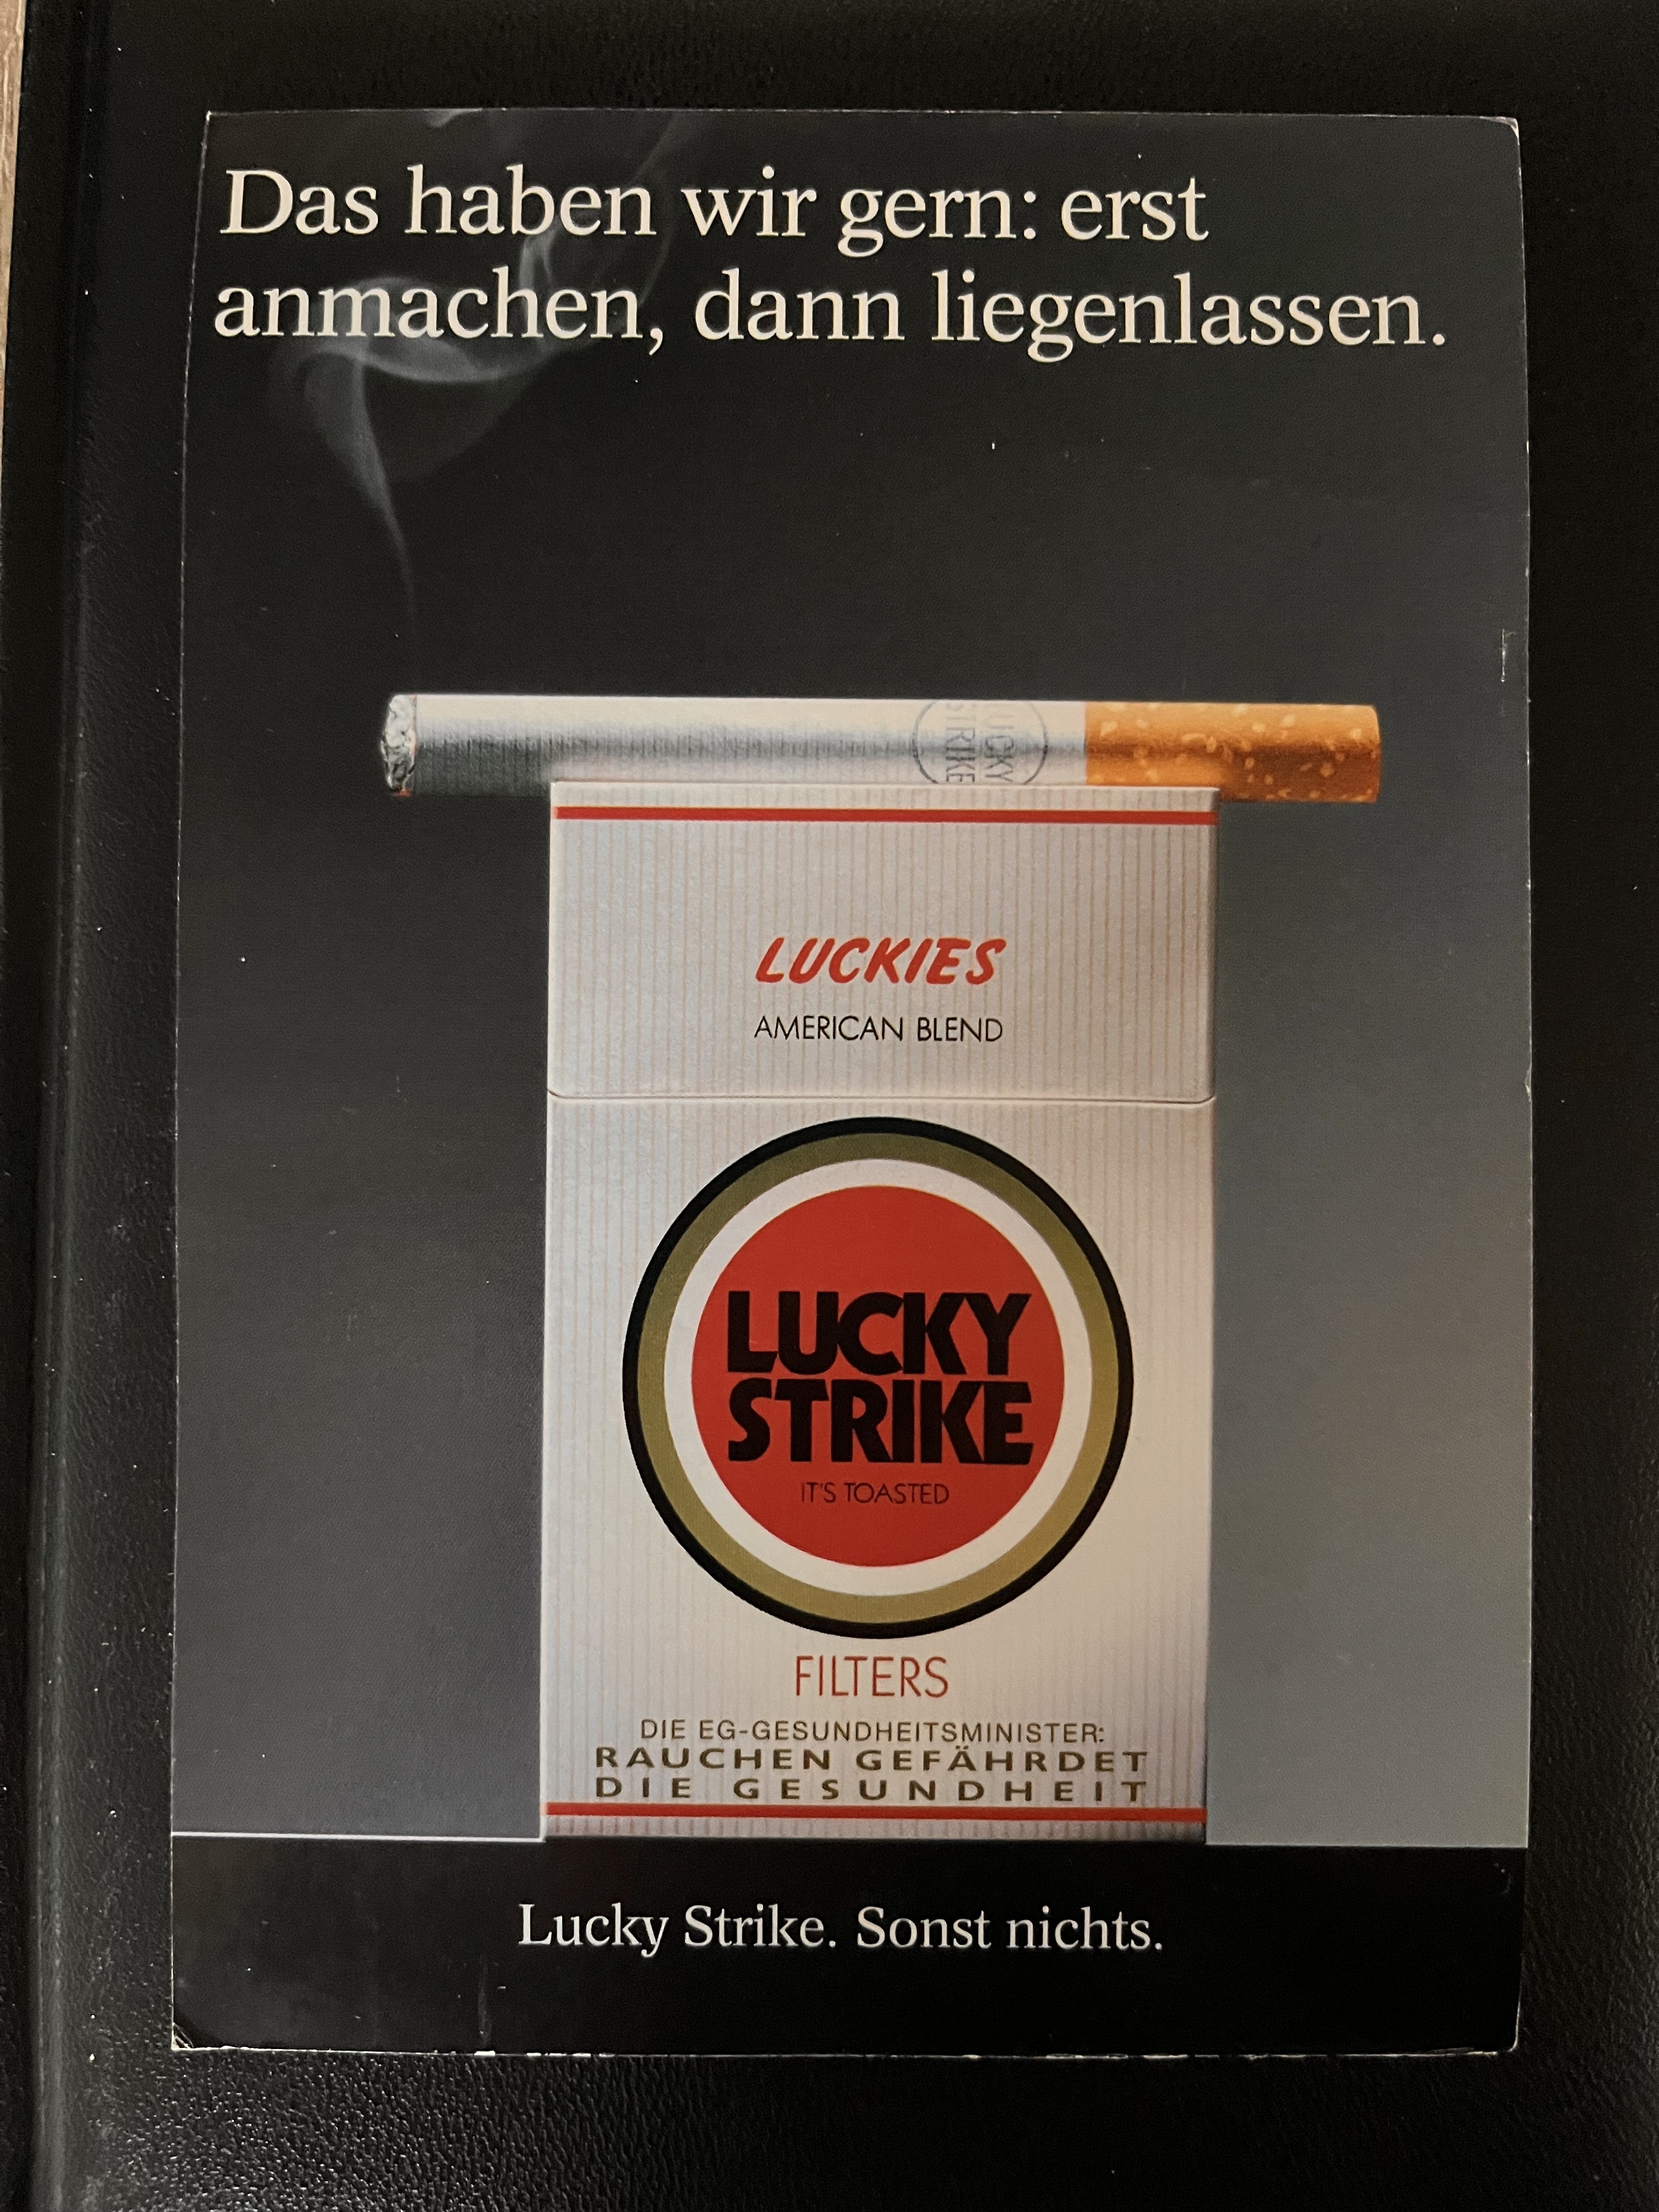 Das haben wir gern: erst
anmachen, dann liegenlassen.
LUCKY
STRIKE
LUCKIES
AMERICAN BLEND
LUCKY
STRIKE
IT'S TOASTED
FILTERS
DIE EG-GESUNDHEITSMINISTER:
RAUCHEN GEFÄHRDET
DIE GESUNDHEIT
Lucky Strike. Sonst nichts.